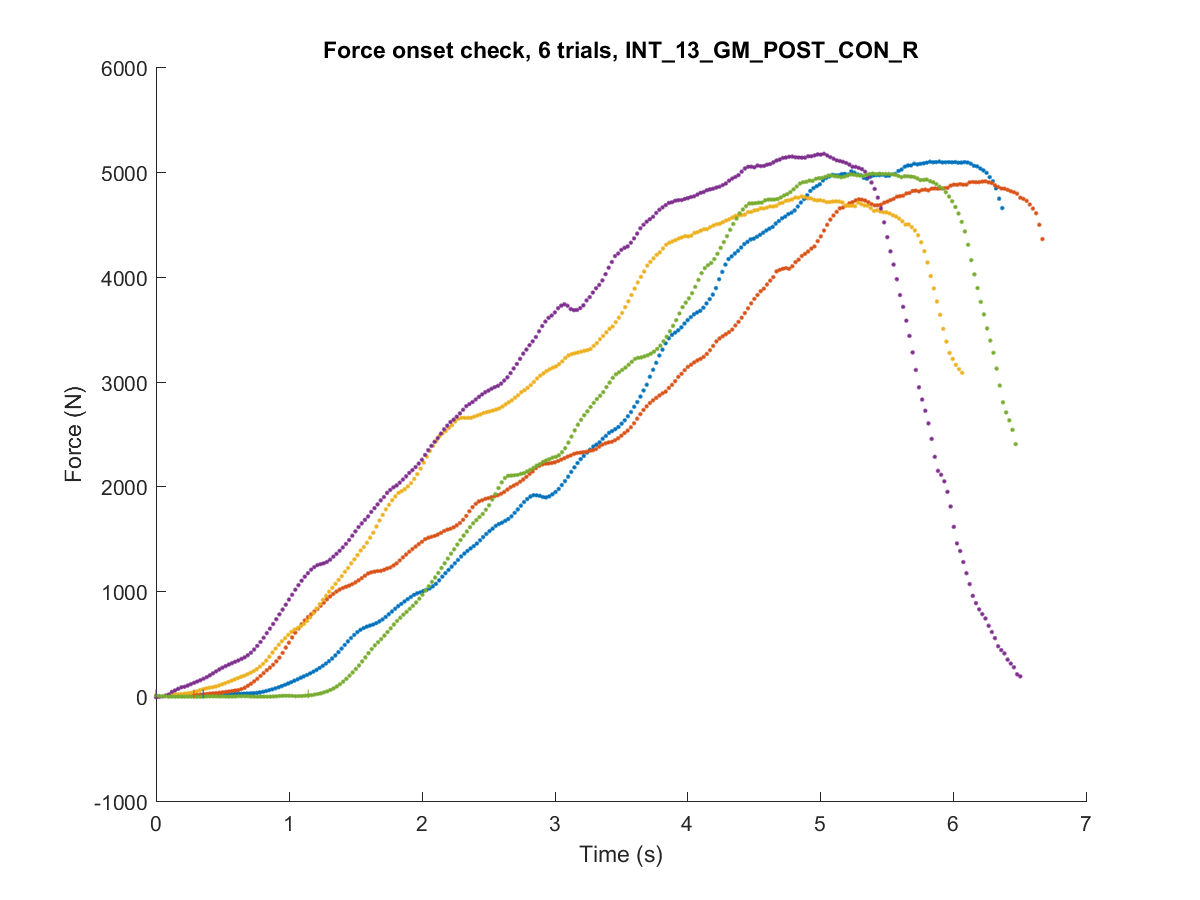 Force onset check, 6 trials, INT_13_GM_POST_CON_R
6000
5000
4000
3000
2000
1000
0
-1000
Force (N)
0 1 2 3 4 5 6 7
Time (s)